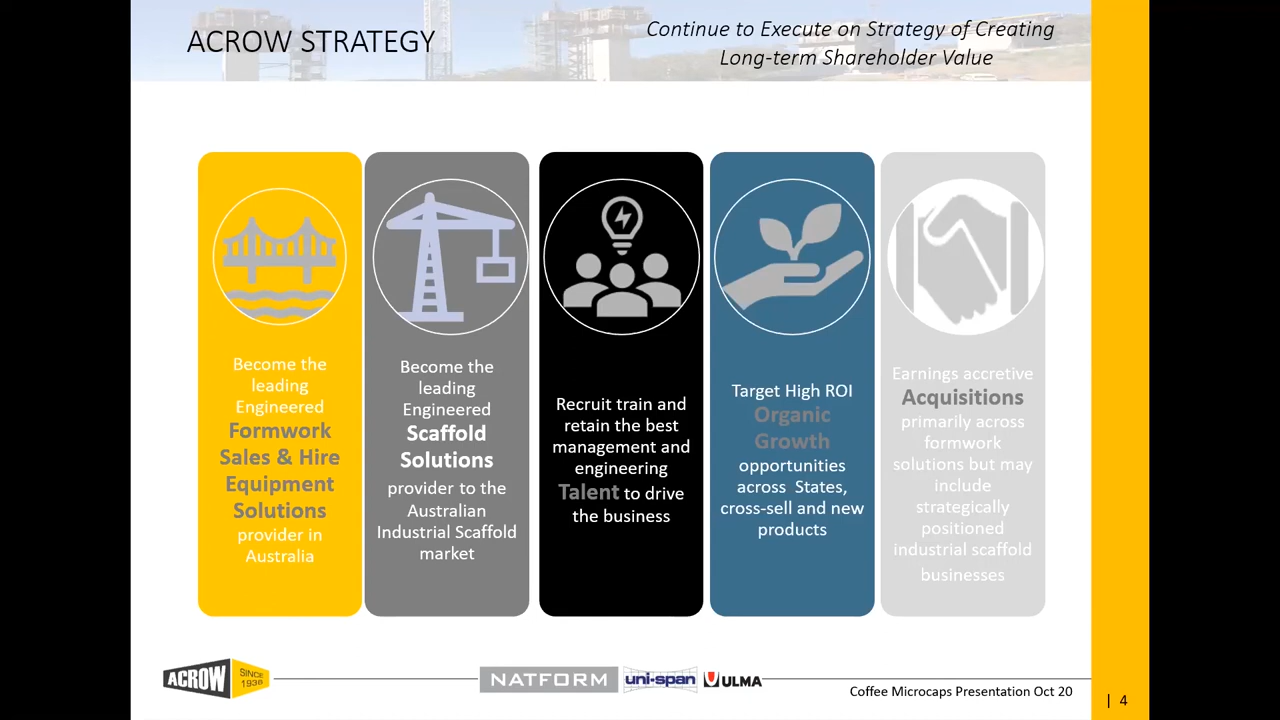 ACROW STRATEGY
Continue to Execute on Strategy of Creating
Long-term Shareholder Value
Become the
leading
Engineered
Formwork
Sales & Hire
Equipment
Solutions
provider in
Australia
Become the
leading
Engineered
Scaffold
Solutions
provider to the
Australian
Industrial Scaffold
market
Recruit train and
retain the best
management and
engineering
Talent to drive
the business
Target High ROI
Organic
Growth
opportunities
across States,
cross-sell and new
products
Earnings accretive
Acquisitions
primarily across
formwork
solutions but may
include
strategically
positioned
industrial scaffold
businesses
ACROW
SINCE
1936
NATFORM
uni-span
ULMA
Coffee Microcaps Presentation Oct 20
| 4